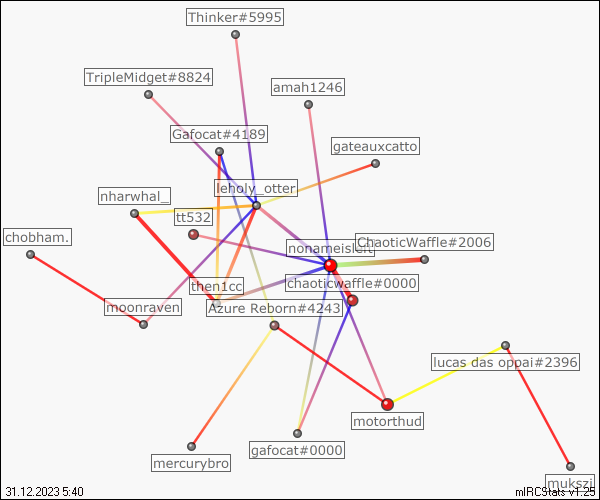 Thinker#5995
TripleMidget#8824
amah1246
Gafocat#4189
gateauxcatto
leholy_otter
nharwhal_
tt532
chobham.
ChaoticWaffle#2006
chaoticwaffle#0000
then1cc
moonraven
Azure Reborn#4243
lucas das oppai#2396
motorthud
gafocat#0000
mercurybro
mukszi
31.12.2023 5:40
mIRCStats v1.25